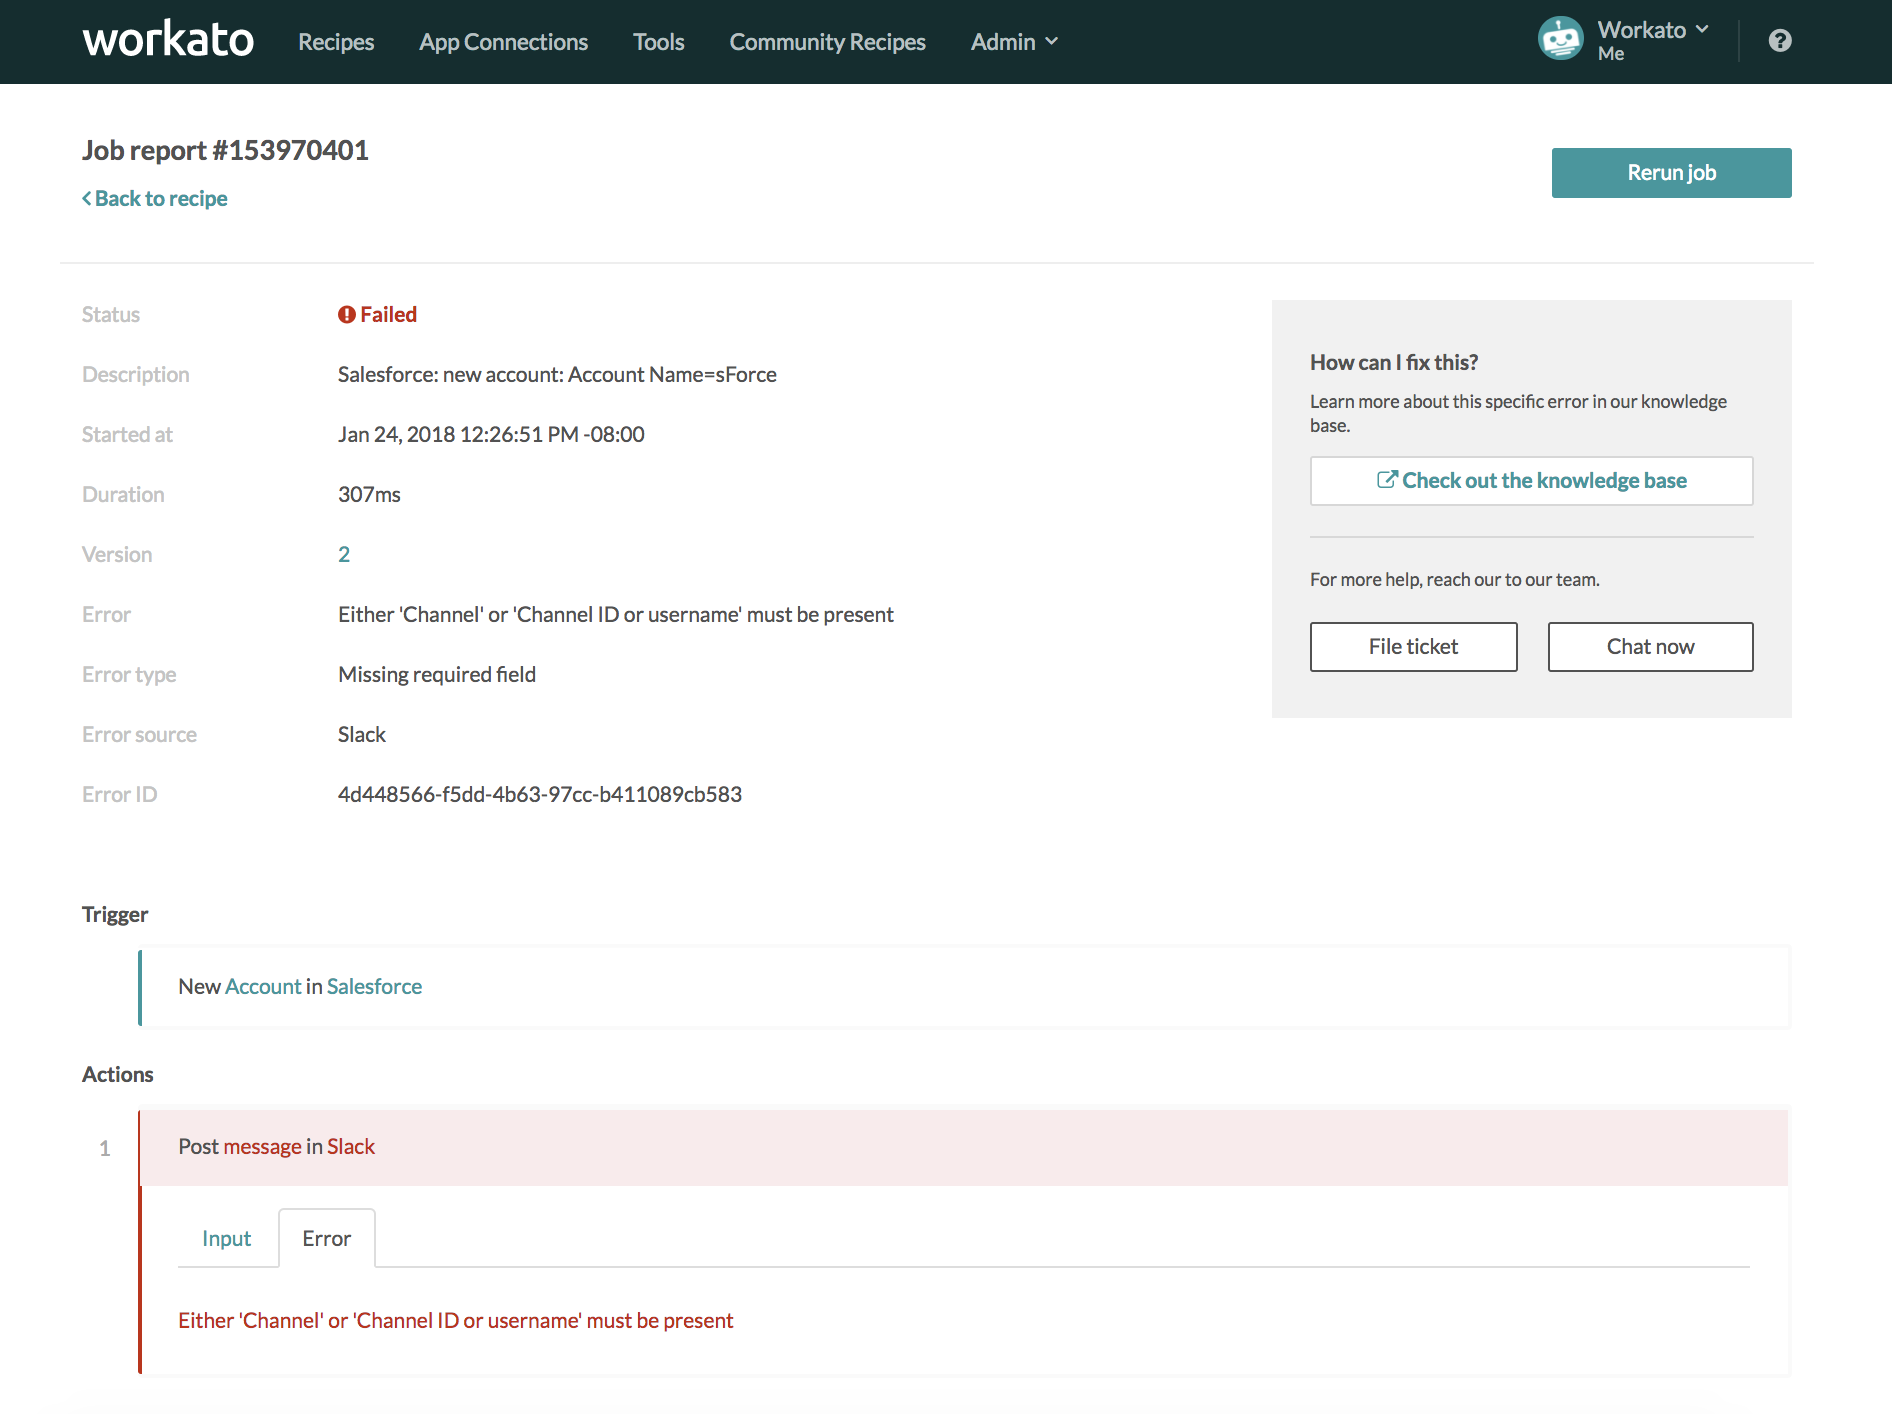 workato Recipes App Connections Tools Community Recipes Admin Workato
Me
Job report #153970401
Back to recipe
Rerun job
Status Failed
Description Salesforce: new account: Account Name=sForce
Started at Jan 24, 2018 12:26:51 PM -08:00
Duration 307ms
Version 2
Error Either 'Channel' or 'Channel ID or username' must be present
Error type Missing required field
Error source Slack
Error ID 4d448566-f5dd-4b63-97cc-b411089cb583
How can I fix this?
Learn more about this specific error in our knowledge
base.
Check out the knowledge base
For more help, reach our to our team.
File ticket Chat now
Trigger
New Account in Salesforce
Actions
1 Post message in Slack
Input Error
Either 'Channel' or 'Channel ID or username' must be present